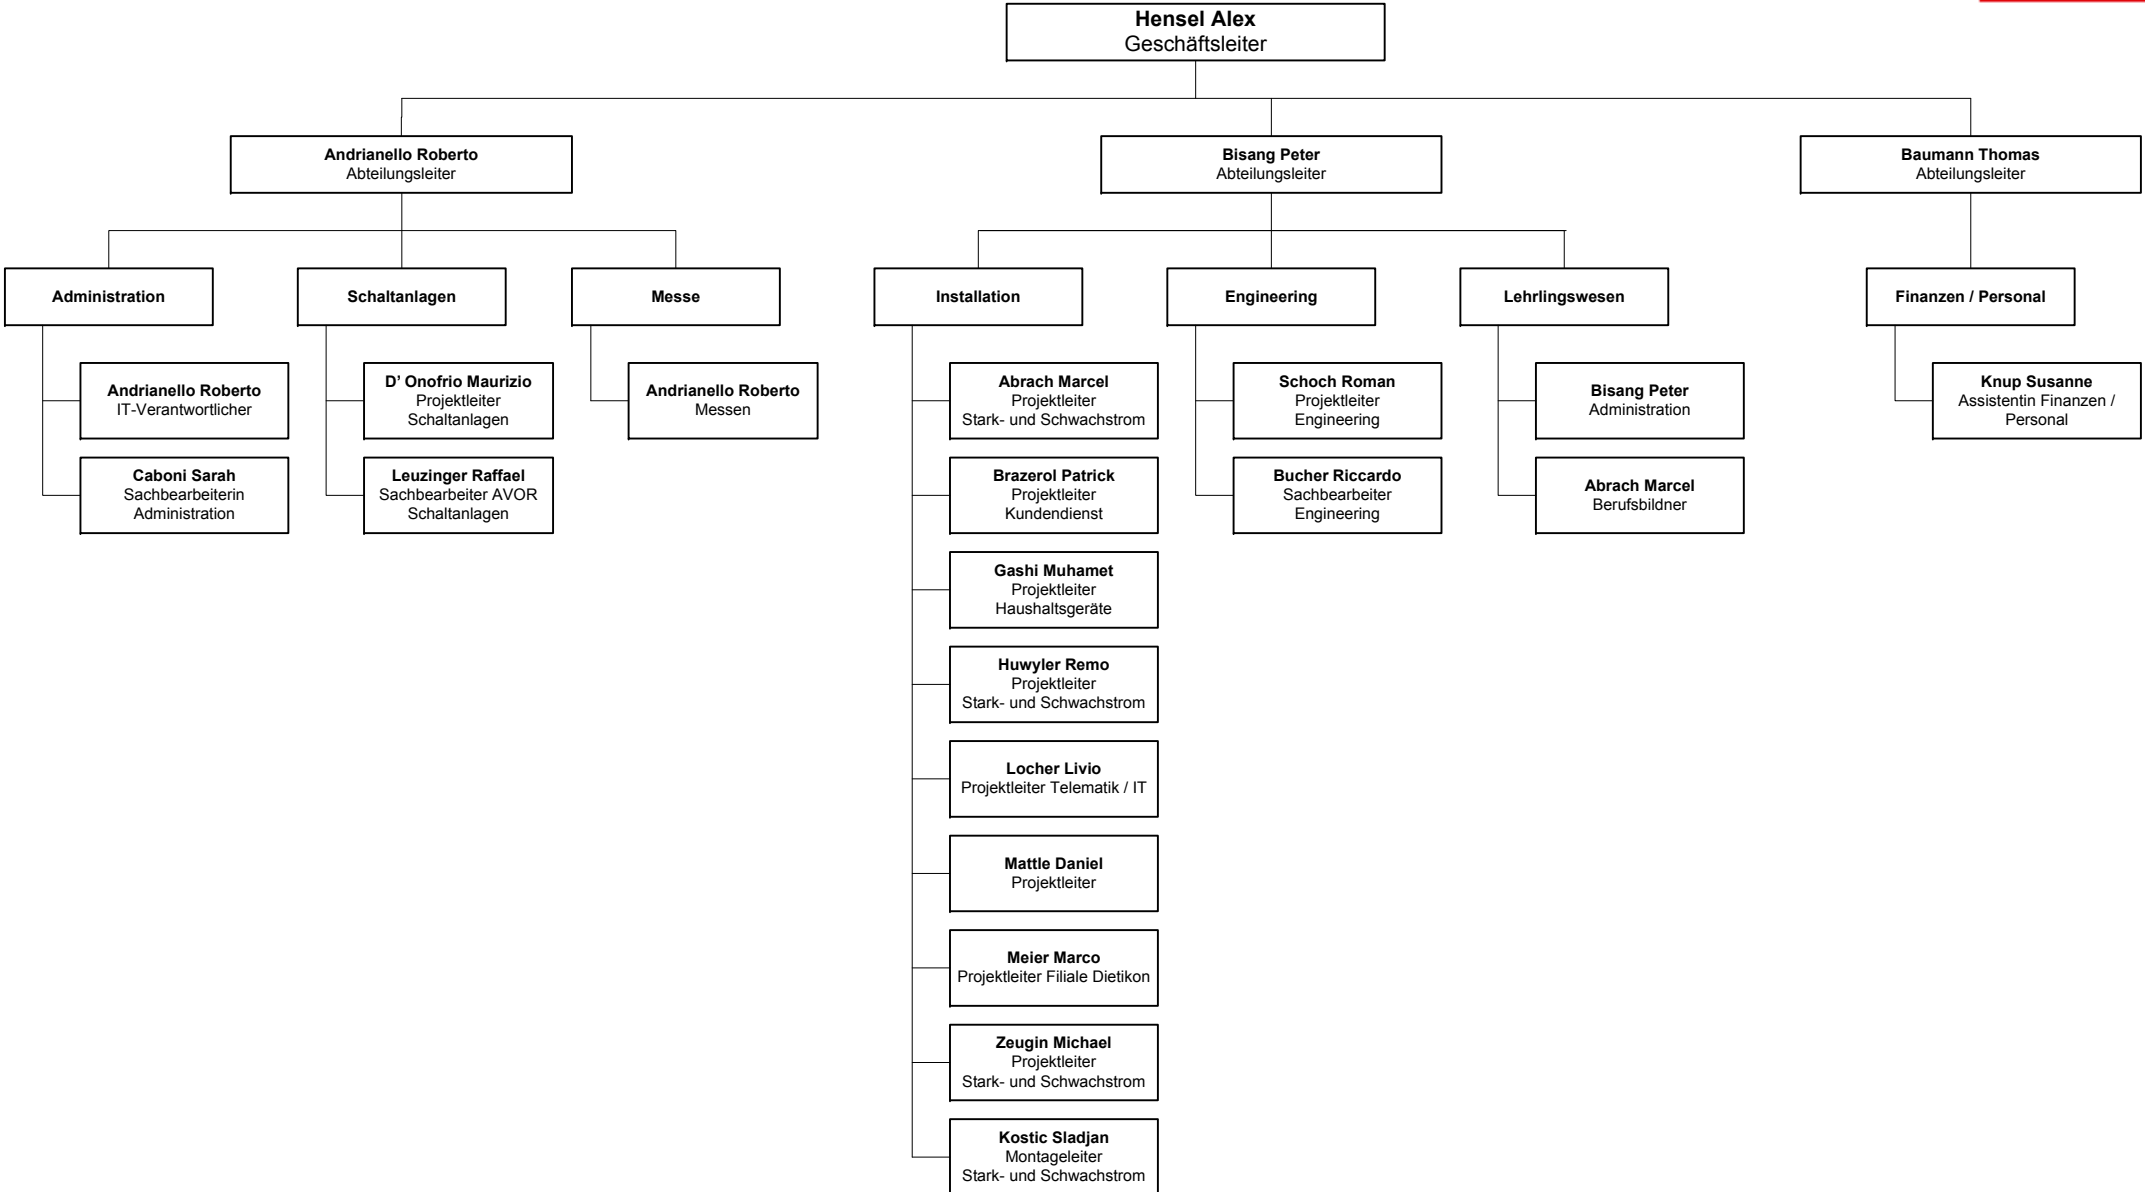 Hensel Alex
Geschäftsleiter
Andrianello Roberto
Abteilungsleiter
Bisang Peter
Abteilungsleiter
Baumann Thomas
Abteilungsleiter
Administration
Schaltanlagen
Messe
Installation
Engineering
Lehrlingswesen
Finanzen / Personal
Andrianello Roberto
IT-Verantwortlicher
Caboni Sarah
Sachbearbeiterin
Administration
D' Onofrio Maurizio
Projektleiter
Schaltanlagen
Leuzinger Raffael
Sachbearbeiter AVOR
Schaltanlagen
Andrianello Roberto
Messen
Abrach Marcel
Projektleiter
Stark- und Schwachstrom
Brazerol Patrick
Projektleiter
Kundendienst
Gashi Muhamet
Projektleiter
Haushaltsgeräte
Huwyler Remo
Projektleiter
Stark- und Schwachstrom
Locher Livio
Projektleiter Telematik / IT
Mattle Daniel
Projektleiter
Meier Marco
Projektleiter Filiale Dietikon
Zeugin Michael
Projektleiter
Stark- und Schwachstrom
Kostic Sladjan
Montageleiter
Stark- und Schwachstrom
Schoch Roman
Projektleiter
Engineering
Bucher Riccardo
Sachbearbeiter
Engineering
Bisang Peter
Administration
Abrach Marcel
Berufsbildner
Knup Susanne
Assistentin Finanzen /
Personal